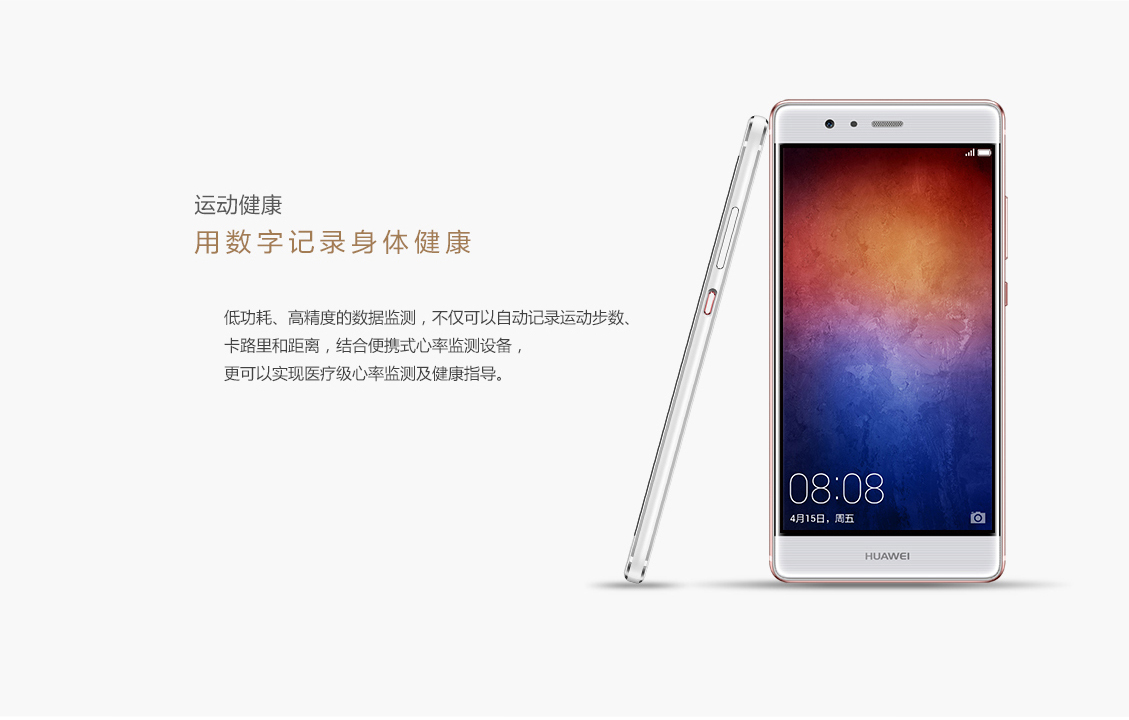 运动健康
用数字记录身体健康
低功耗、高精度的数据监测，不仅可以自动记录运动步数、
卡路里和距离，结合便携式心率监测设备，
更可以实现医疗级心率监测及健康指导。
08:08
4月15日，周五
HUAWEI